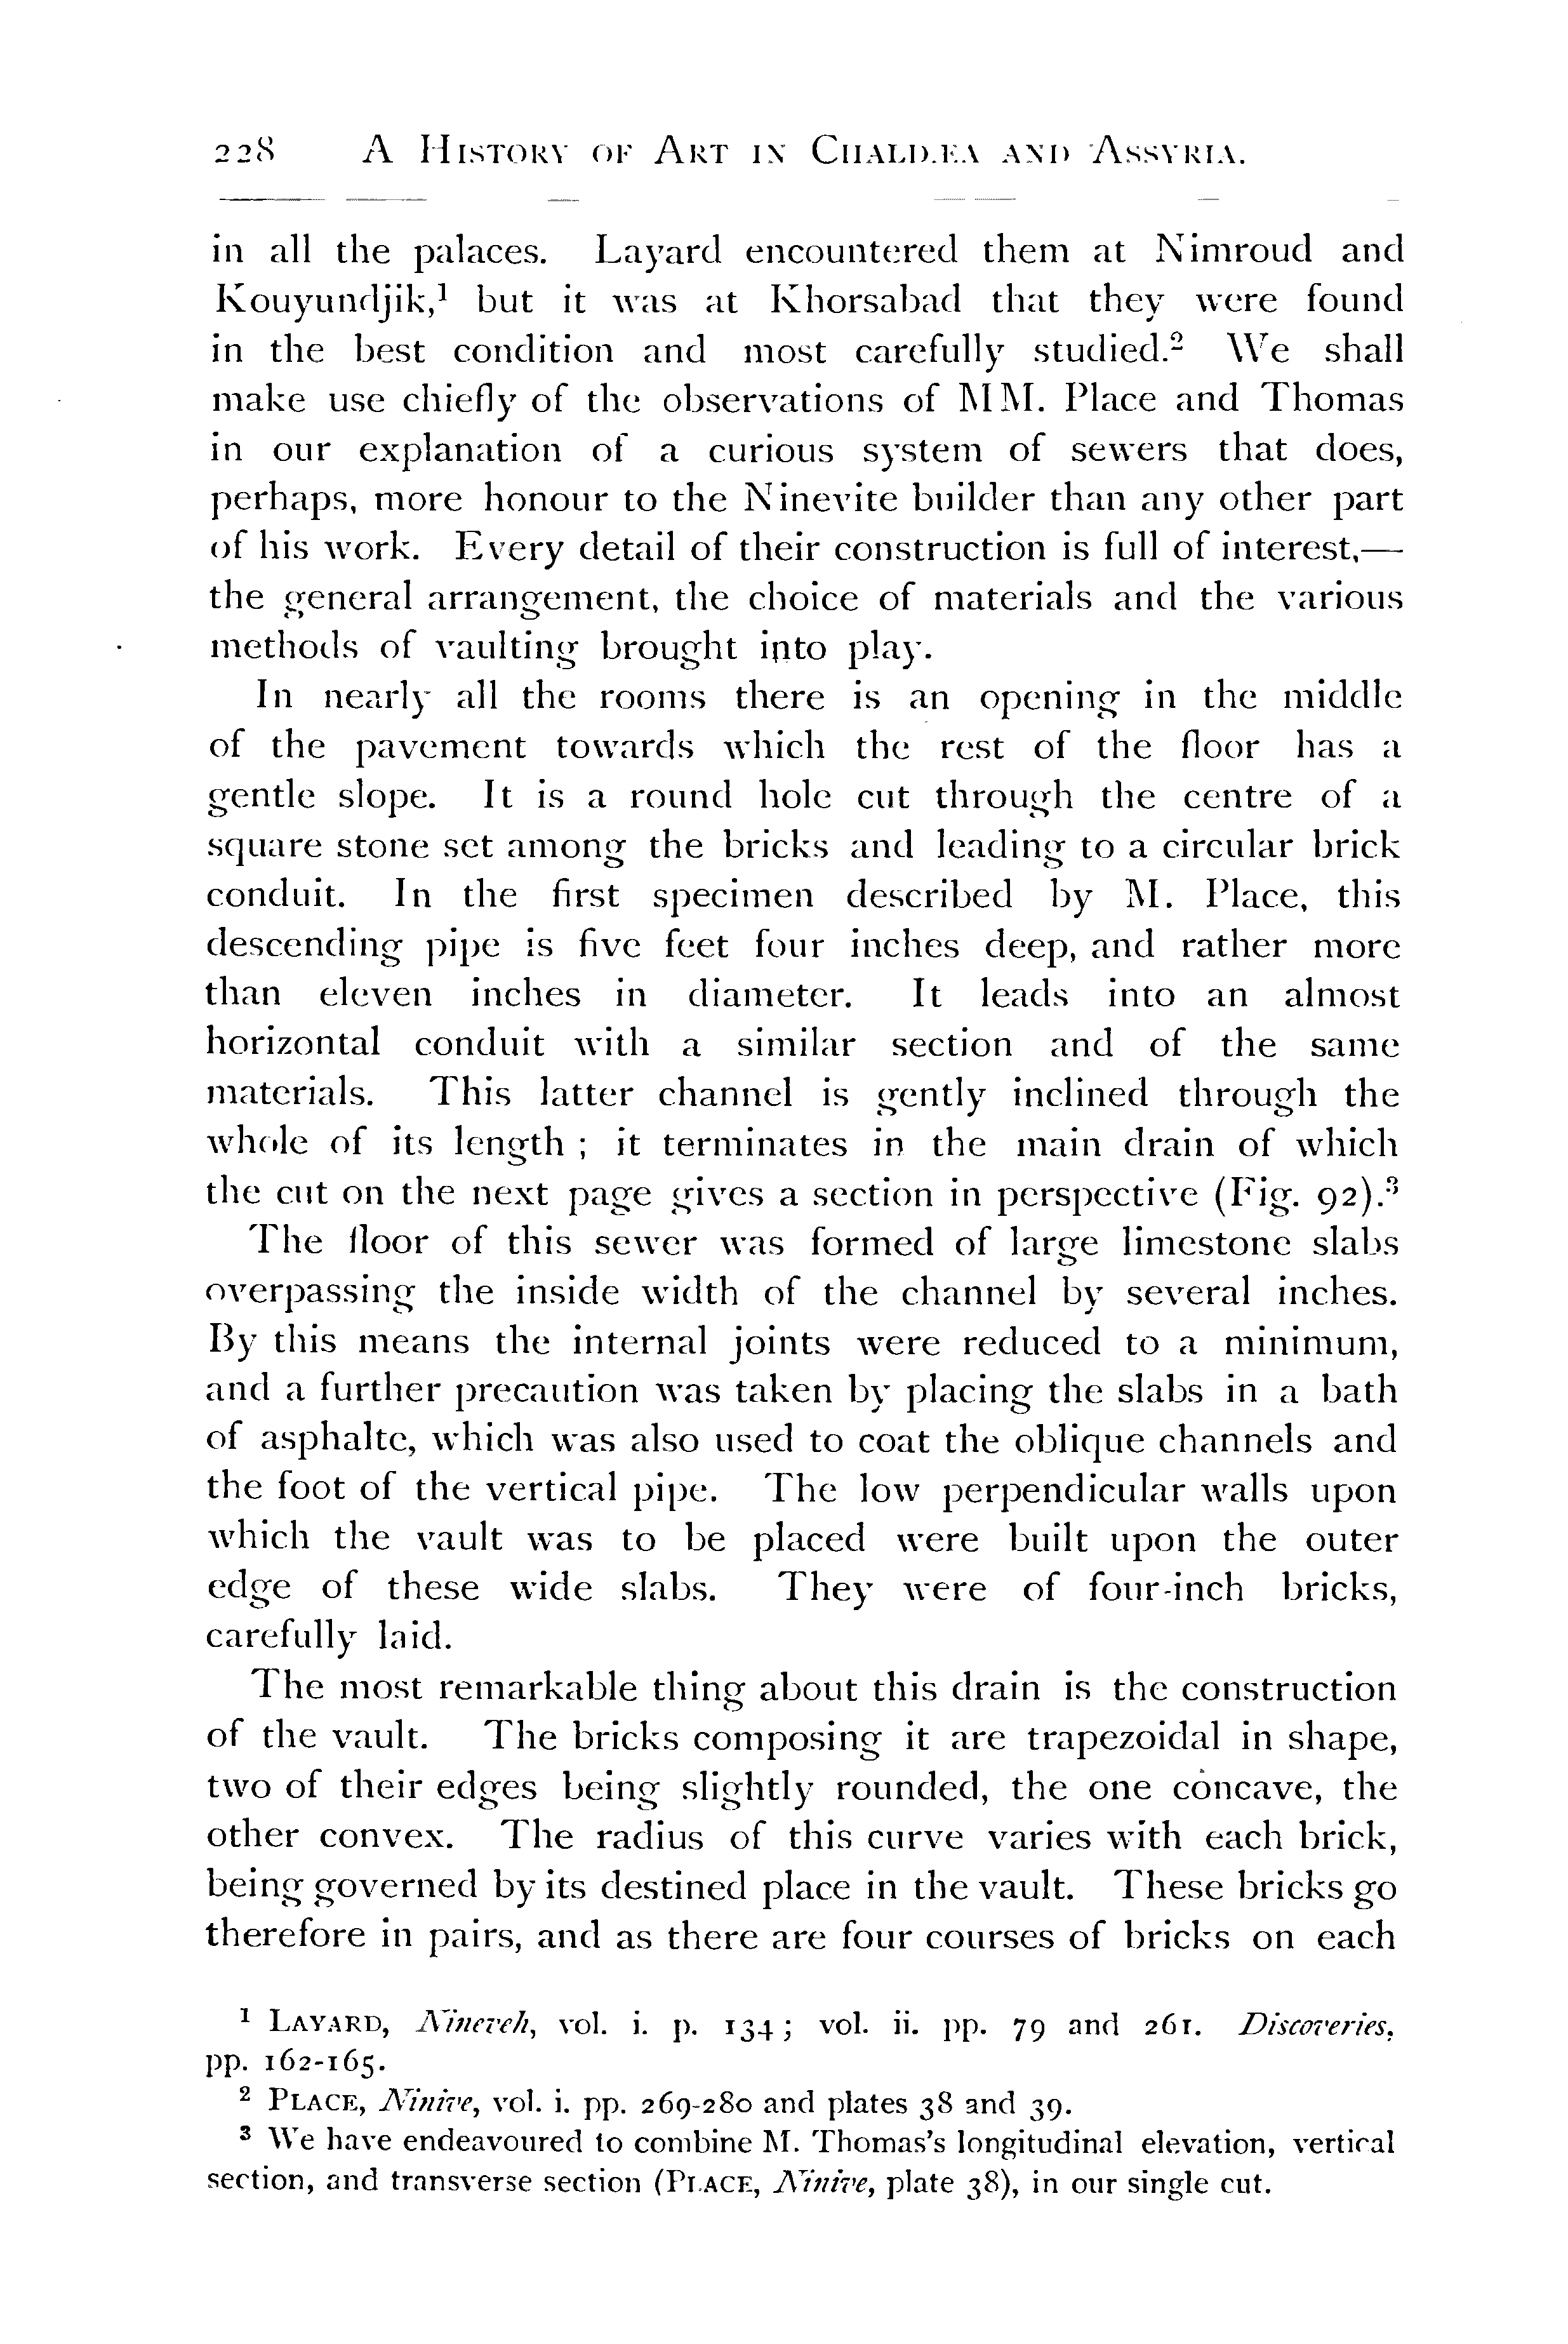 228 A History of Art in Chaldæa and Assyria.
in all the palaces. Layard encountered them at Nimroud and
Kouyundjik,¹ but it was at Khorsabad that they were found
in the best condition and most carefully studied.² We shall
make use chiefly of the observations of MM. Place and Thomas
in our explanation of a curious system of sewers that does,
perhaps, more honour to the Ninevite builder than any other part
of his work. Every detail of their construction is full of interest,—
the general arrangement, the choice of materials and the various
methods of vaulting brought into play.
In nearly all the rooms there is an opening in the middle
of the pavement towards which the rest of the floor has a
gentle slope. It is a round hole cut through the centre of a
square stone set among the bricks and leading to a circular brick
conduit. In the first specimen described by M. Place, this
descending pipe is five feet four inches deep, and rather more
than eleven inches in diameter. It leads into an almost
horizontal conduit with a similar section and of the same
materials. This latter channel is gently inclined through the
whole of its length ; it terminates in the main drain of which
the cut on the next page gives a section in perspective (Fig. 92).³
The floor of this sewer was formed of large limestone slabs
overpassing the inside width of the channel by several inches.
By this means the internal joints were reduced to a minimum,
and a further precaution was taken by placing the slabs in a bath
of asphalte, which was also used to coat the oblique channels and
the foot of the vertical pipe. The low perpendicular walls upon
which the vault was to be placed were built upon the outer
edge of these wide slabs. They were of four-inch bricks,
carefully laid.
The most remarkable thing about this drain is the construction
of the vault. The bricks composing it are trapezoidal in shape,
two of their edges being slightly rounded, the one concave, the
other convex. The radius of this curve varies with each brick,
being governed by its destined place in the vault. These bricks go
therefore in pairs, and as there are four courses of bricks on each
¹ Layard, Nineveh, vol. i. p. 134 ; vol. ii. pp. 79 and 261. Discoveries,
pp. 162-165.
² Place, Ninive, vol. i. pp. 269-280 and plates 38 and 39.
³ We have endeavoured to combine M. Thomas's longitudinal elevation, vertical
section, and transverse section (Place, Ninive, plate 38), in our single cut.